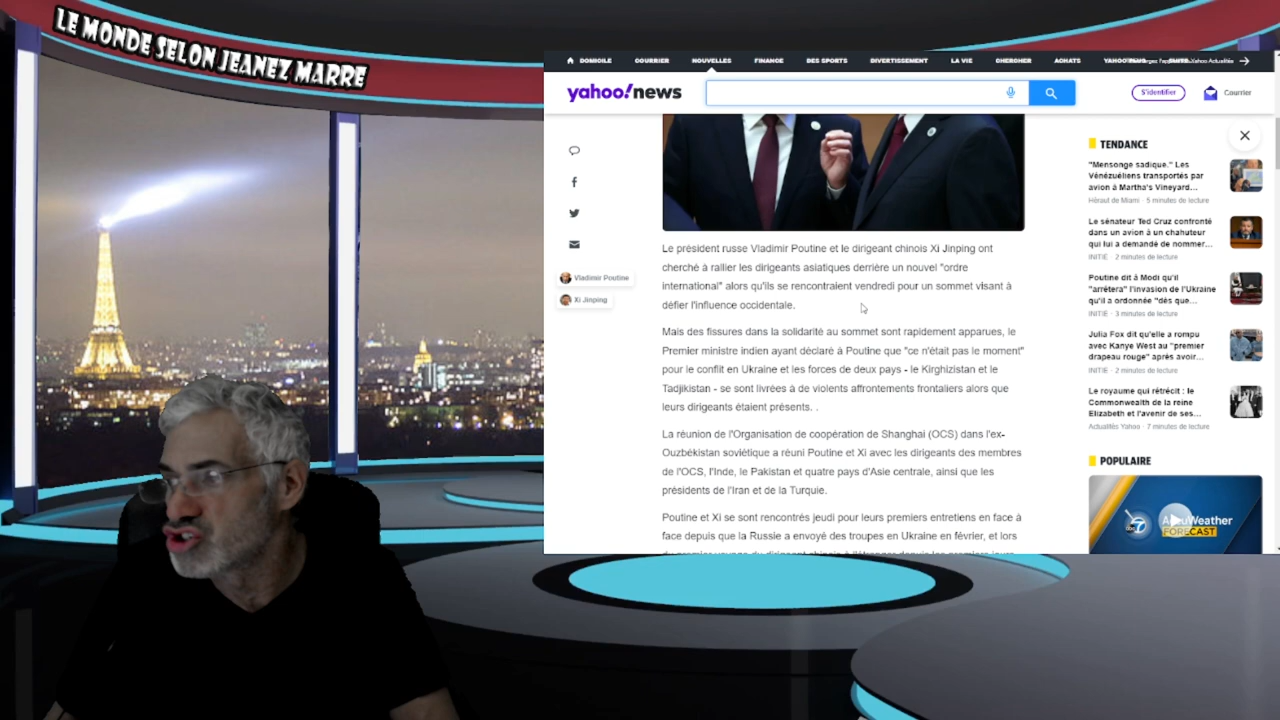 LE MONDE SELON JEANEZ MARRE
DOMICILE COURRIER NOUVELLES FINANCE DES SPORTS DIVERTISSEMENT LA VIE CHERCHER ACHATS
yahoo!news
S'identifier
Courrier
Vladimir Poutine
Xi Jinping
Le président russe Vladimir Poutine et le dirigeant chinois Xi Jinping ont
cherché à rallier les dirigeants asiatiques derrière un nouvel "ordre
international" alors qu'ils se rencontraient vendredi pour un sommet visant à
défier l'influence occidentale.
Mais des fissures dans la solidarité au sommet sont rapidement apparues, le
Premier ministre indien ayant déclaré à Poutine que "ce n'était pas le moment"
pour le conflit en Ukraine et les forces de deux pays - le Kirghizistan et le
Tadjikistan - se sont livrées à de violents affrontements frontaliers alors que
leurs dirigeants étaient présents. .
La réunion de l'Organisation de coopération de Shanghai (OCS) dans l'ex-
Ouzbékistan soviétique a réuni Poutine et Xi avec les dirigeants des membres
de l'OCS, l'Inde, le Pakistan et quatre pays d'Asie centrale, ainsi que les
présidents de l'Iran et de la Turquie.
Poutine et Xi se sont rencontrés jeudi pour leurs premiers entretiens en face à
face depuis que la Russie a envoyé des troupes en Ukraine en février, et lors
TENDANCE
"Mensonge sadique." Les
Vénézuéliens transportés par
avion à Martha's Vineyard...
Héraut de Miami · 5 minutes de lecture
Le sénateur Ted Cruz confronté
dans un avion à un chahuteur
qui lui a demandé de nommer...
INITIÉ · 2 minutes de lecture
Poutine dit à Modi qu'il
"arrêtera" l'invasion de l'Ukraine
qu'il a ordonnée "dès que...
INITIÉ · 3 minutes de lecture
Julia Fox dit qu'elle a rompu
avec Kanye West au "premier
drapeau rouge" après avoir...
INITIÉ · 2 minutes de lecture
Le royaume qui rétrécit : le
Commonwealth de la reine
Elizabeth et l'avenir de ses...
Actualités Yahoo · 7 minutes de lecture
POPULAIRE
abc 7
AccuWeather
FORECAST